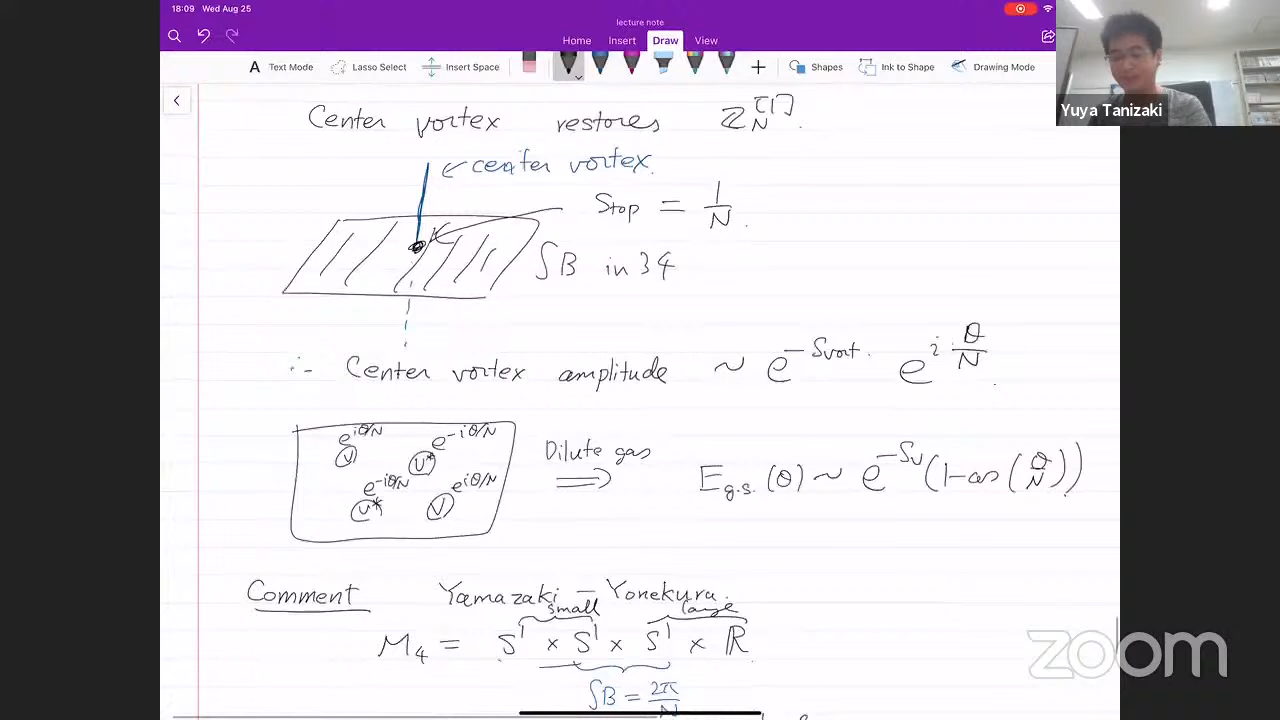 18:09 Wed Aug 25
lecture note
Home Insert Draw View
Text Mode Lasso Select Insert Space Shapes Ink to Shape Drawing Mode
Yuya Tanizaki
Center vortex restores ℤ_N^[1].
center vortex.
S_top = 1/N.
∫B in 34
∴ Center vortex amplitude ~ e^{-S_vort.} e^{i θ/N}.
e^{iθ/N} e^{-iθ/N}
V V*
e^{-iθ/N} e^{iθ/N}
V* V
Dilute gas
⇒ E_{g.s.}(θ) ~ e^{-S_V}(1-cos(θ/N))
Comment Yamazaki – Yonekura.
small large
M_4 = S^1 × S^1 × S^1 × ℝ
∫B = 2π/N
zoom